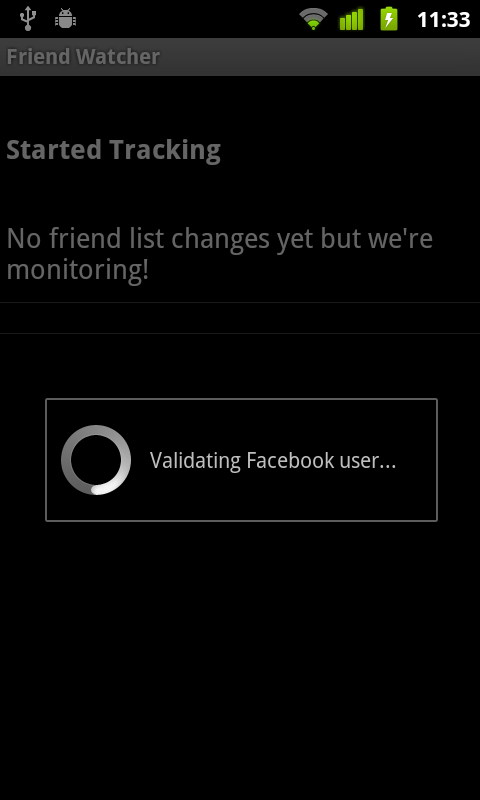 11:33
Friend Watcher
Started Tracking
No friend list changes yet but we're
monitoring!
Validating Facebook user...